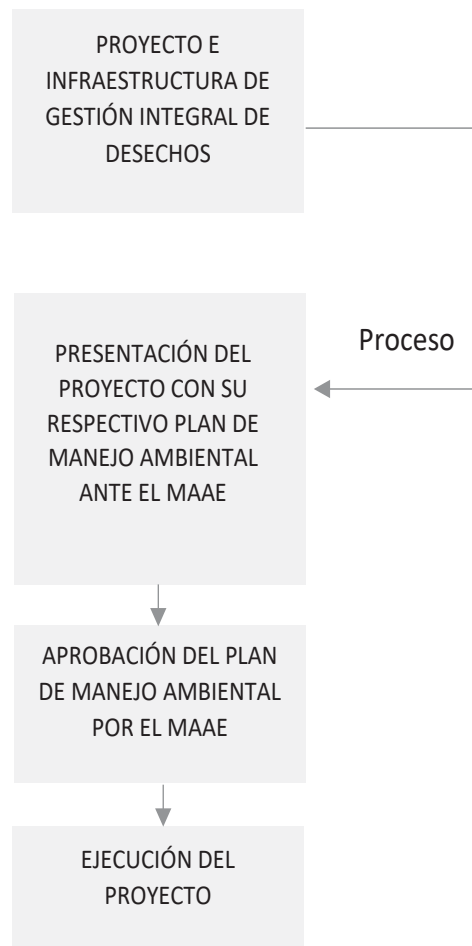 PROYECTO E
INFRAESTRUCTURA DE
GESTIÓN INTEGRAL DE
DESECHOS
Proceso
PRESENTACIÓN DEL
PROYECTO CON SU
RESPECTIVO PLAN DE
MANEJO AMBIENTAL
ANTE EL MAAE
APROBACIÓN DEL PLAN
DE MANEJO AMBIENTAL
POR EL MAAE
EJECUCIÓN DEL
PROYECTO